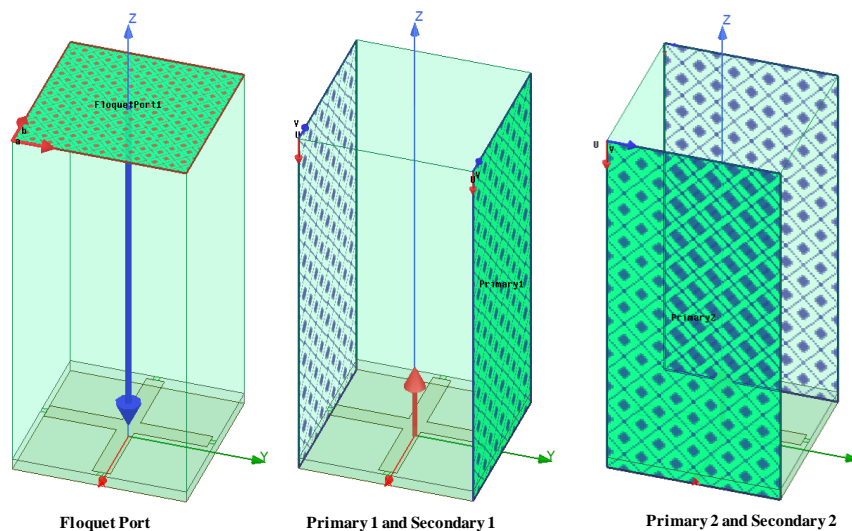 Z
FloquetPort1
b
a
Y
Floquet Port
Z
V
U
V
U
Primary1
Y
Primary 1 and Secondary 1
Z
U
V
Primary2
Primary 2 and Secondary 2